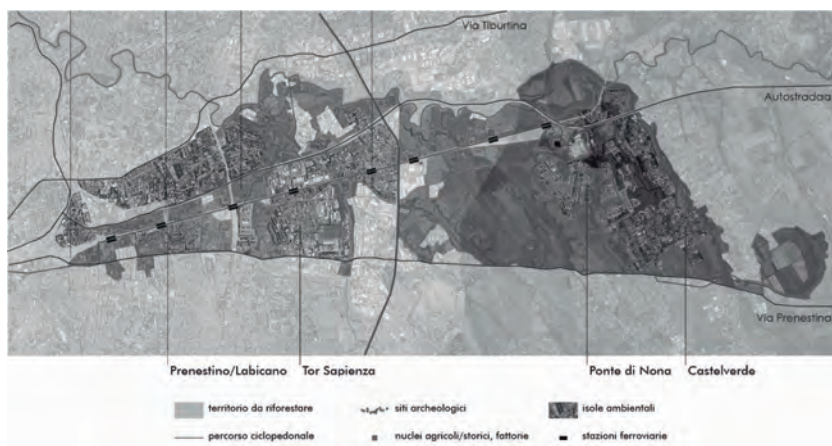 Via Tiburtina
Autostradaa
Via Prenestina
Prenestino/Labicano Tor Sapienza Ponte di Nona Castelverde
territorio da riforestare siti archeologici isole ambientali
percorso ciclopedonale nuclei agricoli/storici, fattorie stazioni ferroviarie